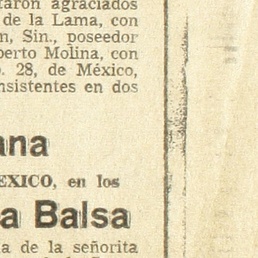 taron agraciados
de la Lama, con
n, Sin., poseedor
berto Molina, con
o. 28, de México,
nsistentes en dos
ana
MEXICO, en los
a Balsa
a de la señorita